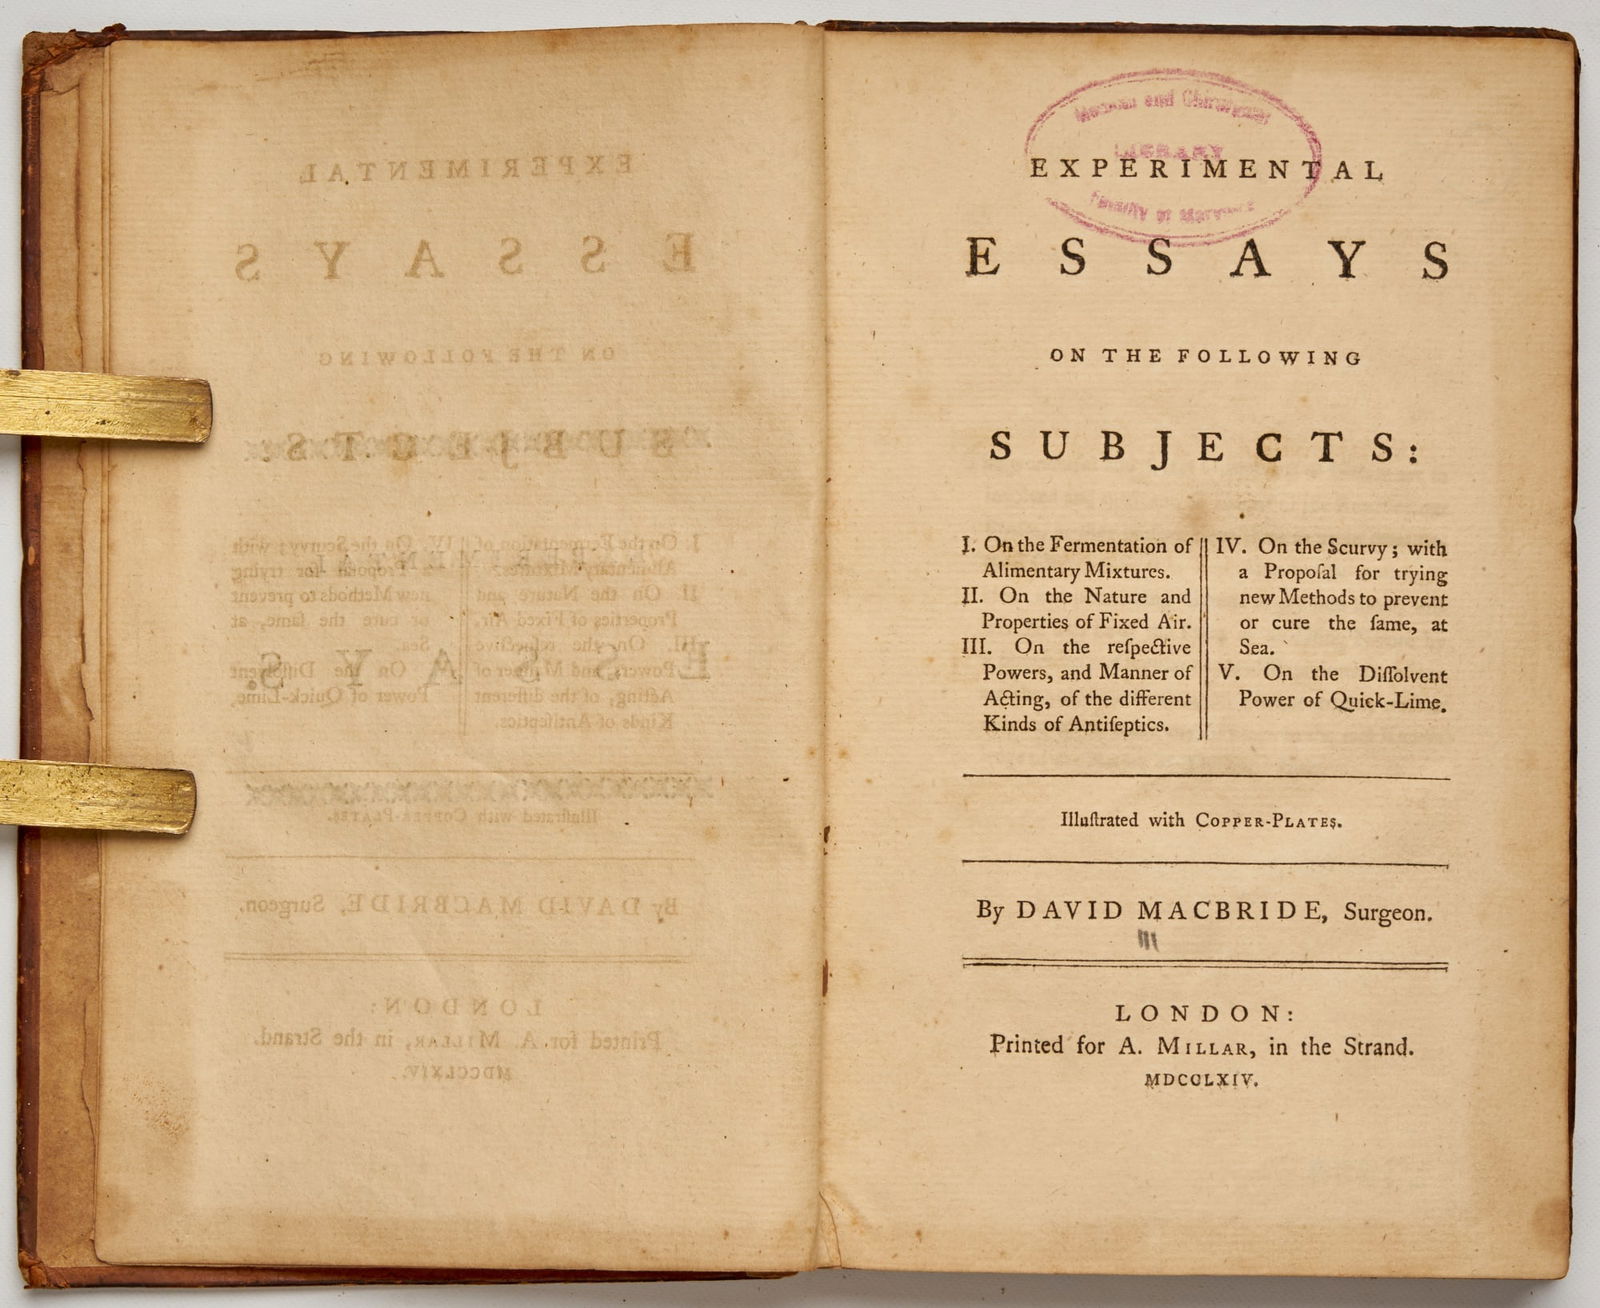 LIBRARY
EXPERIMENTAL
Faculty of
ESSAYS
ON THE FOLLOWING
SUBJECTS:
I. On the Fermentation of
Alimentary Mixtures.
II. On the Nature and
Properties of Fixed Air.
III. On the reſpective
Powers, and Manner of
Acting, of the different
Kinds of Antiſeptics.
IV. On the Scurvy; with
a Propoſal for trying
new Methods to prevent
or cure the ſame, at
Sea.
V. On the Diſſolvent
Power of Quick-Lime.
Illuſtrated with COPPER-PLATES.
By DAVID MACBRIDE, Surgeon.
LONDON:
Printed for A. MILLAR, in the Strand.
MDCCLXIV.